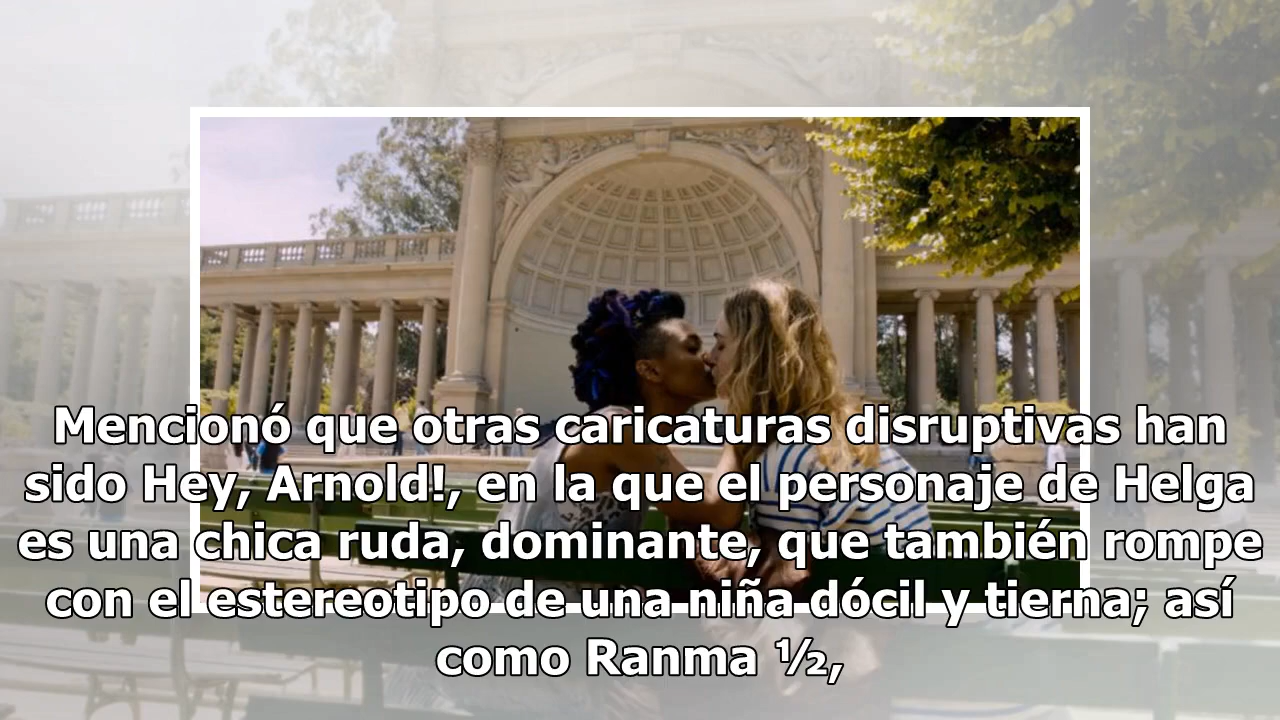 Mencionó que otras caricaturas disruptivas han
sido Hey, Arnold!, en la que el personaje de Helga
es una chica ruda, dominante, que también rompe
con el estereotipo de una niña dócil y tierna; así
como Ranma ½,